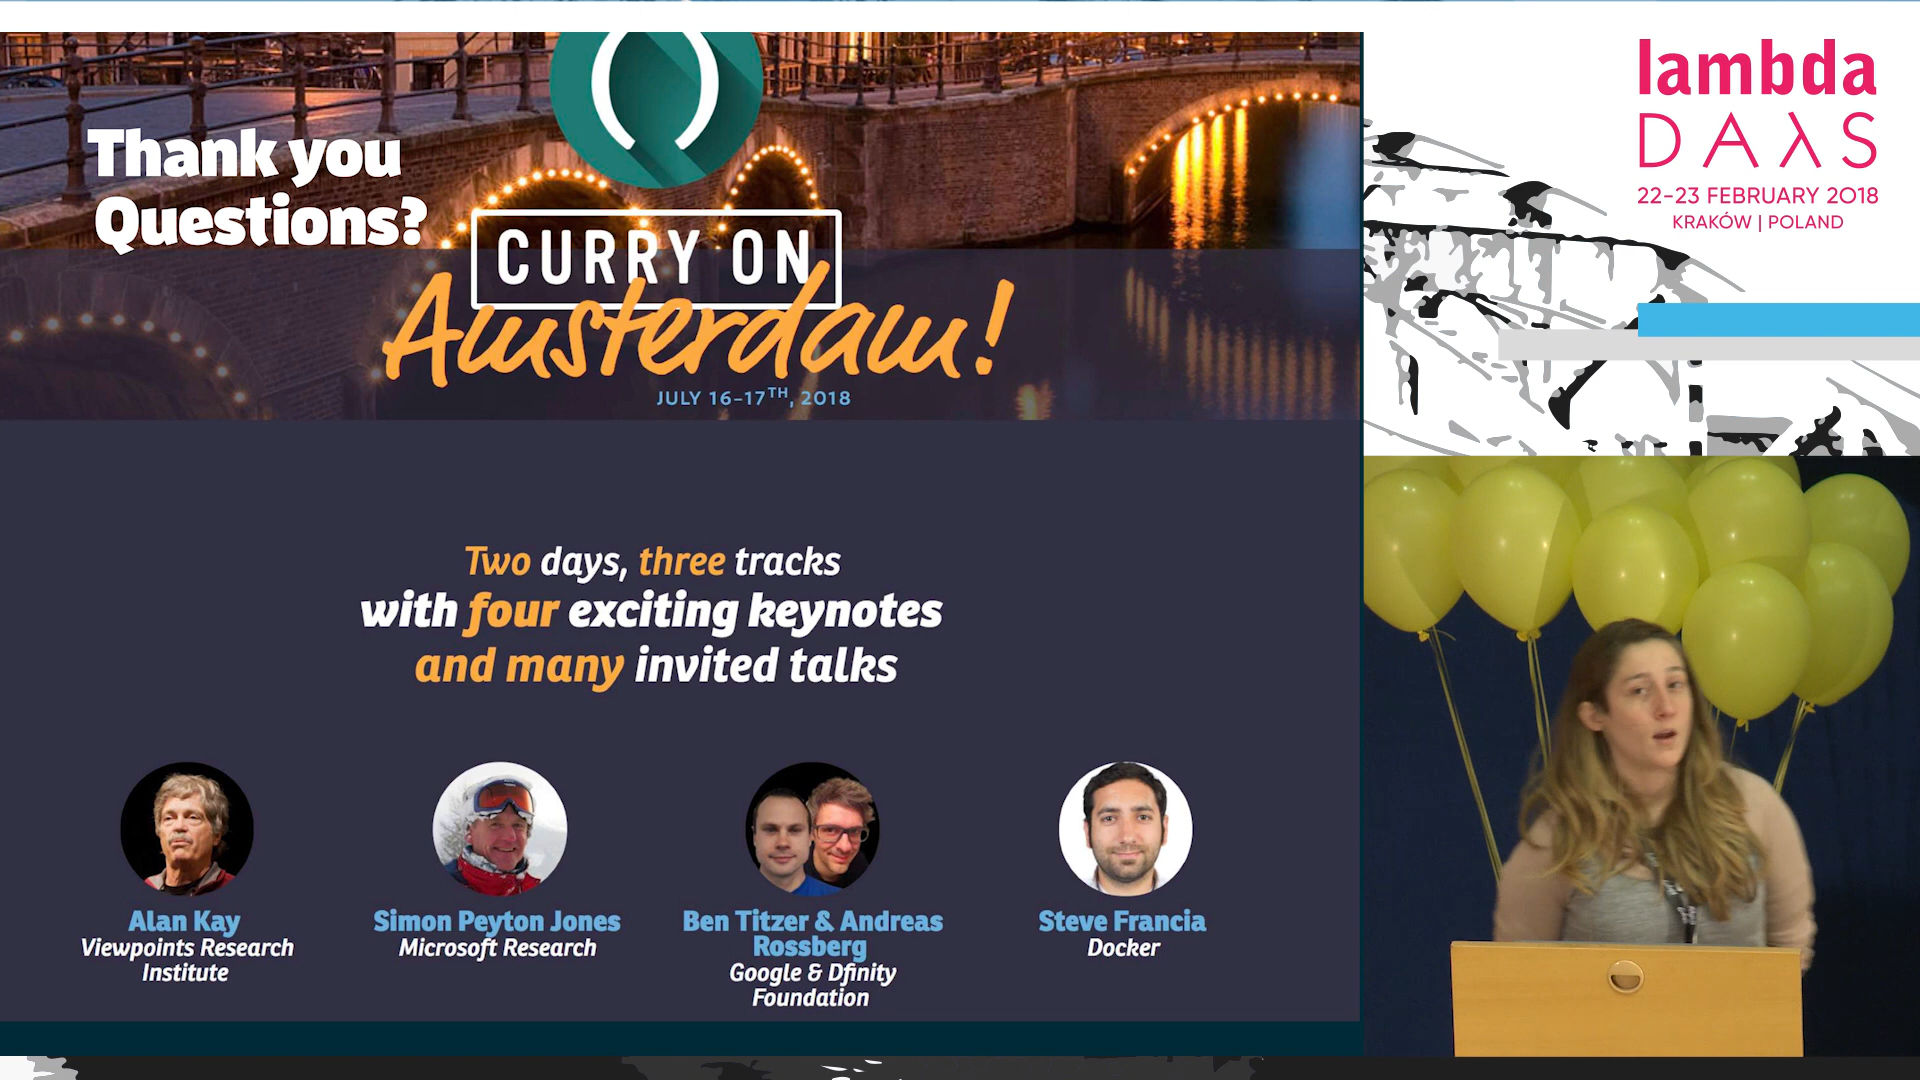 Thank you
Questions?
CURRY ON
Amsterdam!
JULY 16-17TH, 2018
Two days, three tracks
with four exciting keynotes
and many invited talks
Alan Kay
Viewpoints Research
Institute
Simon Peyton Jones
Microsoft Research
Ben Titzer & Andreas
Rossberg
Google & Dfinity
Foundation
Steve Francia
Docker
lambda
DAλS
22-23 FEBRUARY 2018
KRAKÓW | POLAND